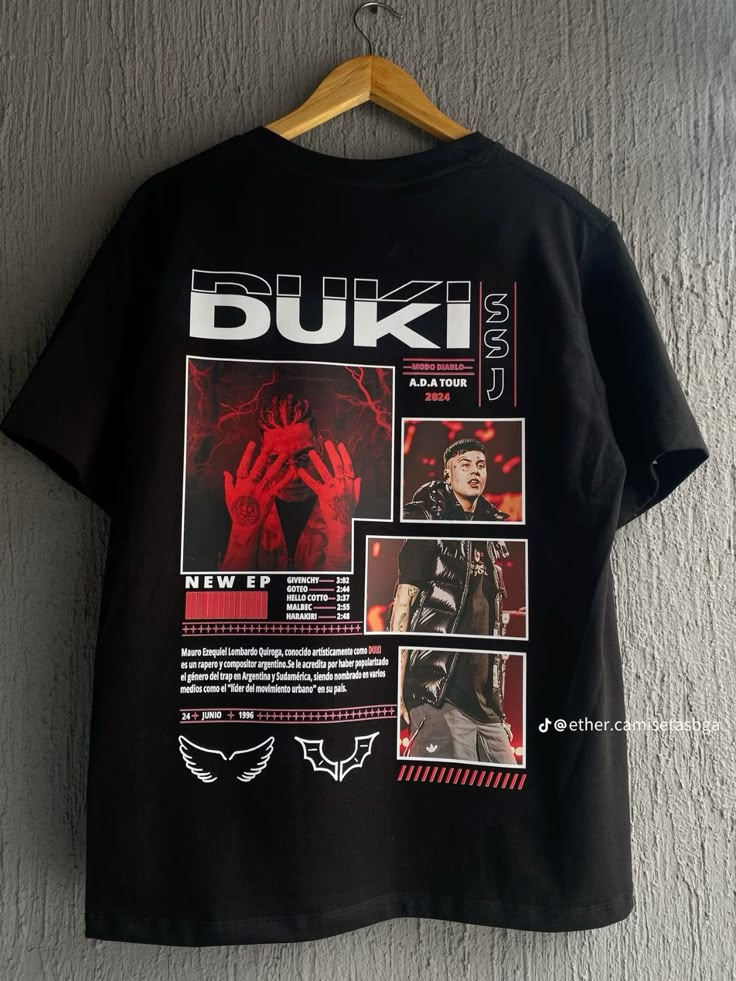 DUKI
SSJ
MODO DIABLO
A.D.A TOUR
2024
NEW EP
GIVENCHY 3:02
GOTEO 2:44
HELLO COTTO 3:37
MALBEC 2:55
HARAKIRI 2:48
Mauro Ezequiel Lombardo Quiroga, conocido artísticamente como DUKI
es un rapero y compositor argentino.Se le acredita por haber popularizado
el género del trap en Argentina y Sudamérica, siendo nombrado en varios
medios como el "líder del movimiento urbano" en su país.
24 + JUNIO + 1996
@ether.camisetasbga